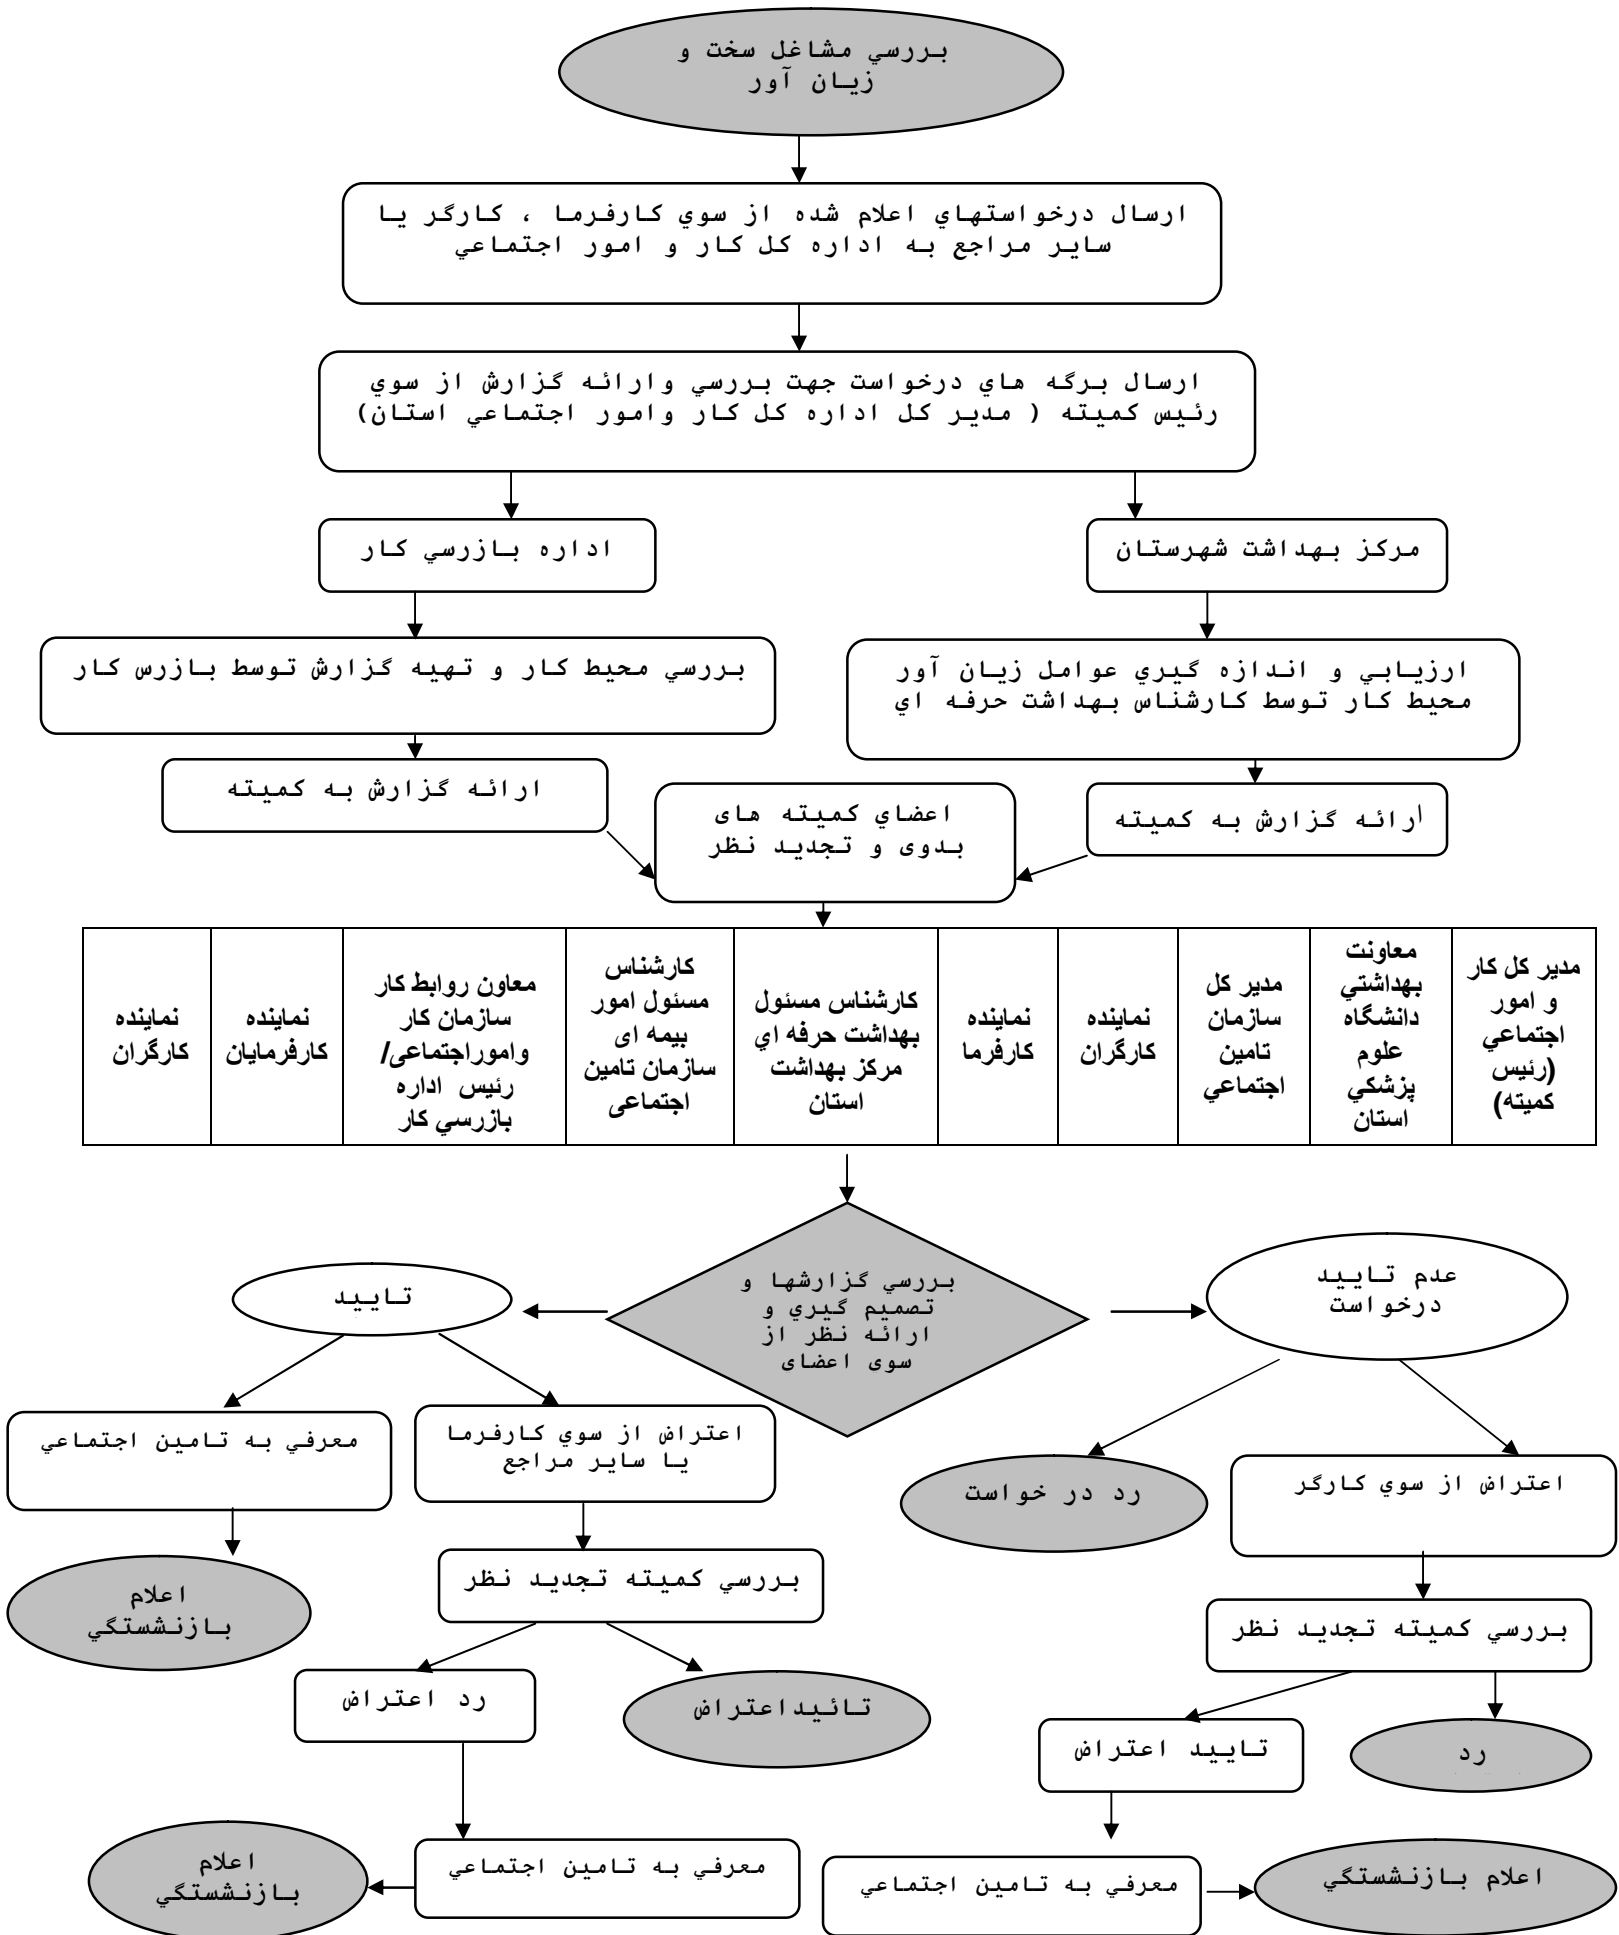 بررسي مشاغل سخت و
زيان آور
ارسال درخواستهاي اعلام شده از سوي كارفرما ، كارگر يا
ساير مراجع به اداره كل كار و امور اجتماعي
ارسال برگه هاي درخواست جهت بررسي وارائه گزارش از سوي
رئيس كميته ( مدير كل اداره كل كار وامور اجتماعي استان)
مركز بهداشت شهرستان
اداره بازرسي كار
ارزيابي و اندازه گيري عوامل زيان آور
محيط كار توسط كارشناس بهداشت حرفه اي
بررسي محيط كار و تهيه گزارش توسط بازرس كار
أرائه گزارش به كميته
ارائه گزارش به كميته
اعضاي كميته های
بدوی و تجديد نظر
مدير كل كار
و امور
اجتماعي
(رئيس
كميته)
معاونت
بهداشتي
دانشگاه
علوم
پزشكي
استان
مدير كل
سازمان
تامين
اجتماعي
نماينده
كارگران
نماينده
كارفرما
كارشناس مسئول
بهداشت حرفه اي
مركز بهداشت
استان
كارشناس
مسئول امور
بيمه ای
سازمان تامين
اجتماعی
معاون روابط كار
سازمان كار
واموراجتماعی/
رئيس اداره
بازرسي كار
نماينده
كارفرمايان
نماينده
كارگران
بررسي گزارشها و
تصميم گيري و
ارائه نظر از
سوی اعضای
عدم تاييد
درخواست
تاييد
رد در خواست
اعتراض از سوي كارگر
اعتراض از سوي كارفرما
يا ساير مراجع
معرفي به تامين اجتماعي
بررسي كميته تجديد نظر
بررسي كميته تجديد نظر
اعلام
بازنشستگي
رد
تاييد اعتراض
تائيداعتراض
رد اعتراض
اعلام بازنشستگي
معرفي به تامين اجتماعي
معرفي به تامين اجتماعي
اعلام
بازنشستگي